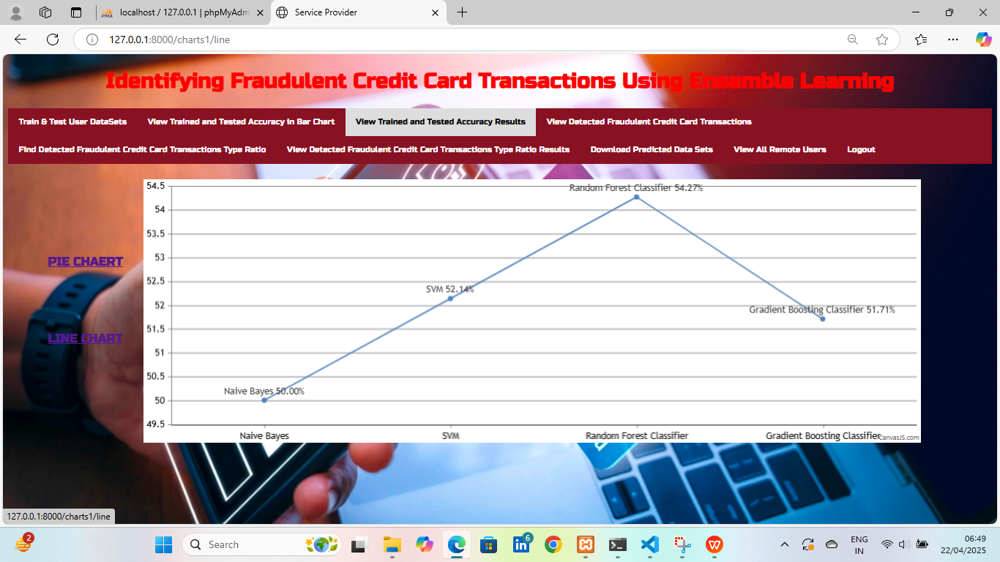 localhost / 127.0.0.1 | phpMyAdm
Service Provider
127.0.0.1:8000/charts1/line
Identifying Fraudulent Credit Card Transactions Using Ensemble Learning
Train & Test User DataSets View Trained and Tested Accuracy in Bar Chart View Trained and Tested Accuracy Results View Detected Fraudulent Credit Card Transactions
Find Detected Fraudulent Credit Card Transactions Type Ratio View Detected Fraudulent Credit Card Transactions Type Ratio Results Download Predicted Data Sets View All Remote Users Logout
PIE CHAERT
LINE CHART
54.5
54
53.5
53
52.5
52
51.5
51
50.5
50
49.5
Random Forest Classifier 54.27%
SVM 52.14%
Gradient Boosting Classifier 51.71%
Naive Bayes 50.00%
Naive Bayes SVM Random Forest Classifier Gradient Boosting Classifier
CanvasJS.com
127.0.0.1:8000/charts1/line
2
Search
6
ENG
IN
06:49
22/04/2025